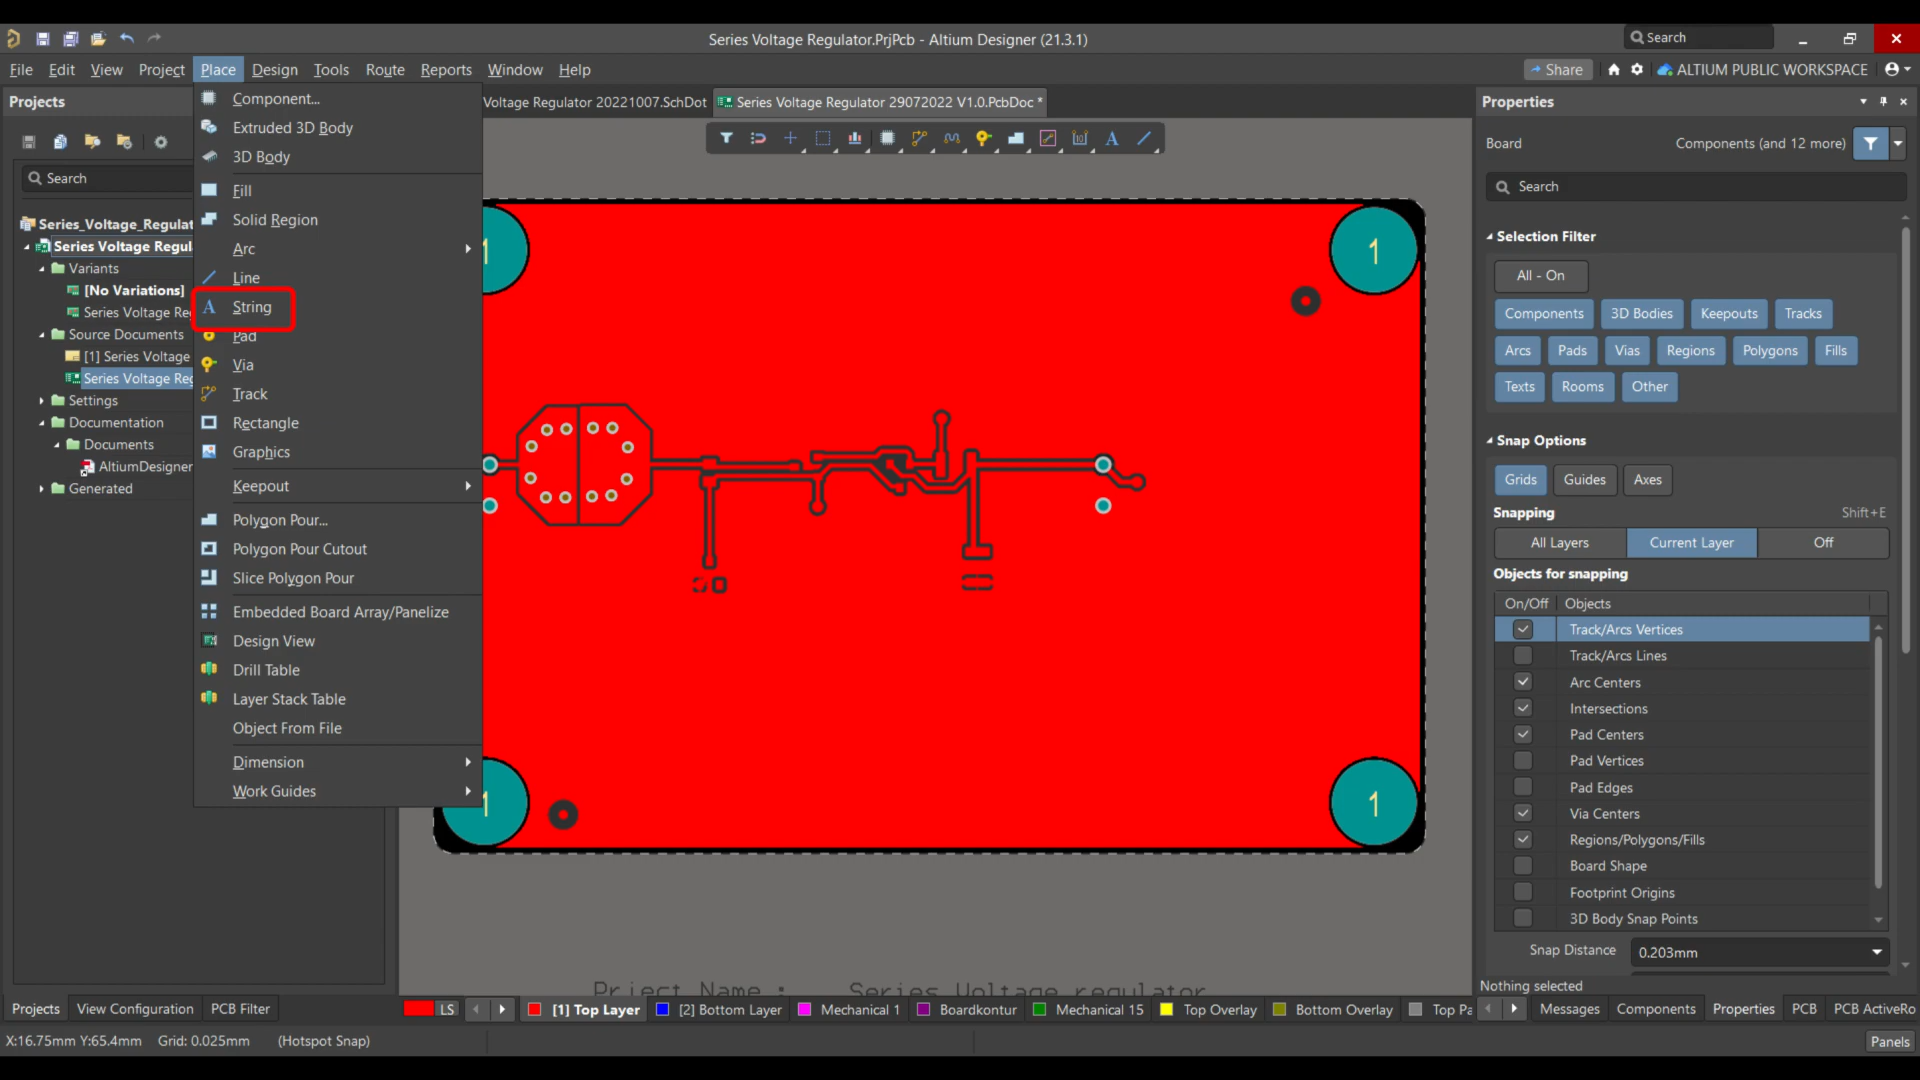 Series Voltage Regulator.PrjPcb - Altium Designer (21.3.1)
Search
File Edit View Project Place Design Tools Route Reports Window Help
Share
ALTIUM PUBLIC WORKSPACE
Projects
Search
Series_Voltage_Regulat
Series Voltage Regul
Variants
[No Variations]
Series Voltage Re
Source Documents
[1] Series Voltage
Series Voltage Reg
Settings
Documentation
Documents
AltiumDesigner
Generated
Component...
Extruded 3D Body
3D Body
Fill
Solid Region
Arc
Line
String
Pad
Via
Track
Rectangle
Graphics
Keepout
Polygon Pour...
Polygon Pour Cutout
Slice Polygon Pour
Embedded Board Array/Panelize
Design View
Drill Table
Layer Stack Table
Object From File
Dimension
Work Guides
Voltage Regulator 20221007.SchDot
Series Voltage Regulator 29072022 V1.0.PcbDoc *
1
1
1
1
Prject Name : Series Voltage regulator
Properties
Board
Components (and 12 more)
Search
Selection Filter
All - On
Components 3D Bodies Keepouts Tracks
Arcs Pads Vias Regions Polygons Fills
Texts Rooms Other
Snap Options
Grids Guides Axes
Snapping Shift+E
All Layers Current Layer Off
Objects for snapping
On/Off Objects
Track/Arcs Vertices
Track/Arcs Lines
Arc Centers
Intersections
Pad Centers
Pad Vertices
Pad Edges
Via Centers
Regions/Polygons/Fills
Board Shape
Footprint Origins
3D Body Snap Points
Snap Distance 0.203mm
Nothing selected
Projects View Configuration PCB Filter
LS [1] Top Layer [2] Bottom Layer Mechanical 1 Boardkontur Mechanical 15 Top Overlay Bottom Overlay Top Pa
Messages Components Properties PCB PCB ActiveRo
X:16.75mm Y:65.4mm Grid: 0.025mm (Hotspot Snap)
Panels